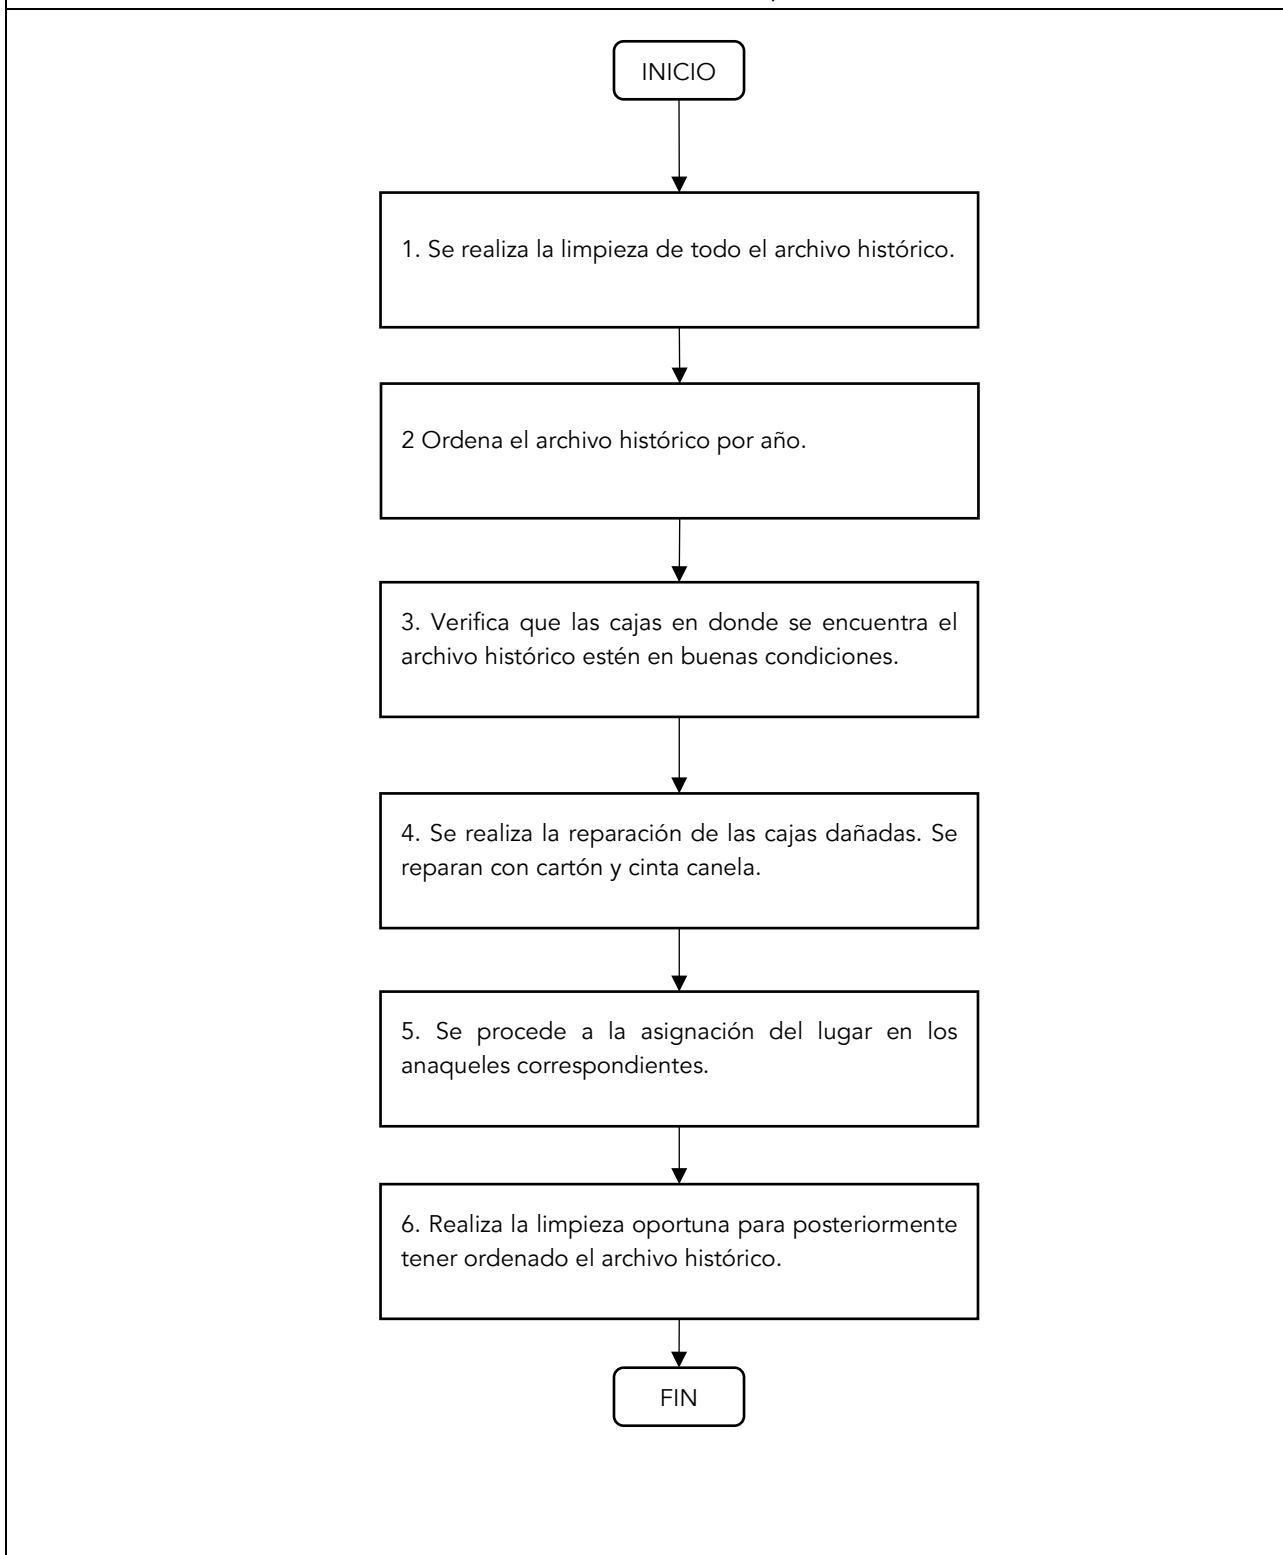 INICIO
1. Se realiza la limpieza de todo el archivo histórico.
2 Ordena el archivo histórico por año.
3. Verifica que las cajas en donde se encuentra el
archivo histórico estén en buenas condiciones.
4. Se realiza la reparación de las cajas dañadas. Se
reparan con cartón y cinta canela.
5. Se procede a la asignación del lugar en los
anaqueles correspondientes.
6. Realiza la limpieza oportuna para posteriormente
tener ordenado el archivo histórico.
FIN